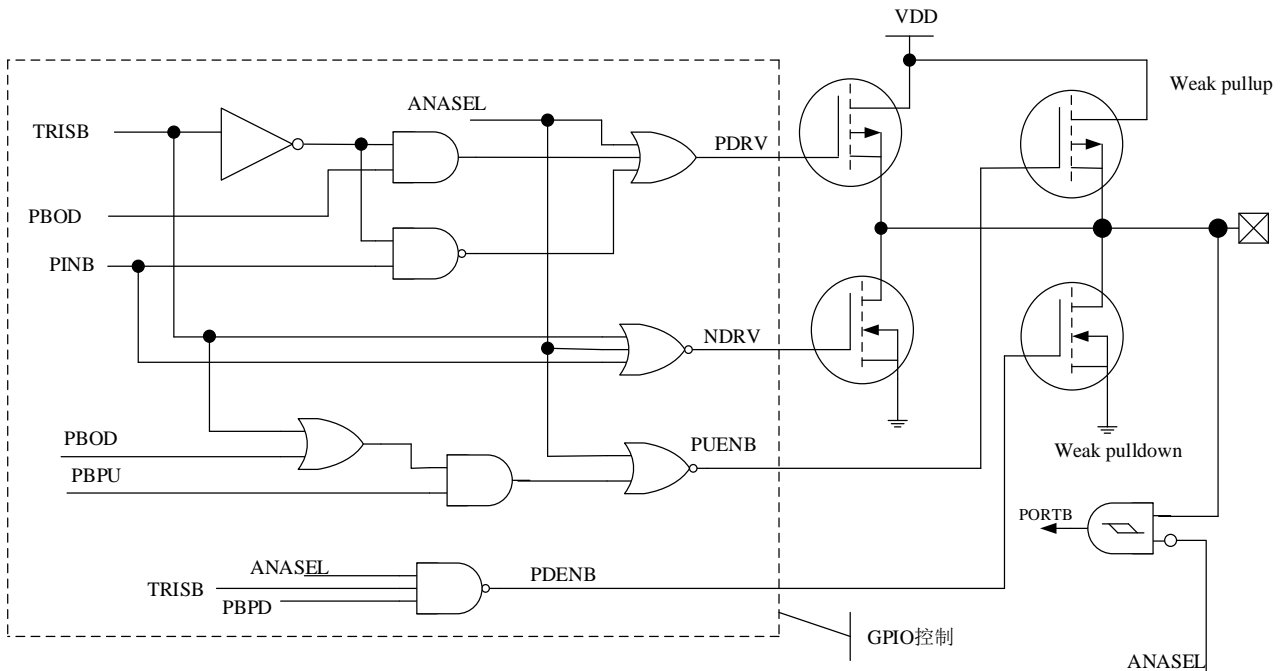 VDD
Weak pullup
ANASEL
TRISB
PDRV
PBOD
PINB
NDRV
PBOD
PUENB
Weak pulldown
PBPU
PORTB
ANASEL
PDENB
TRISB
PBPD
GPIO控制
ANASEL